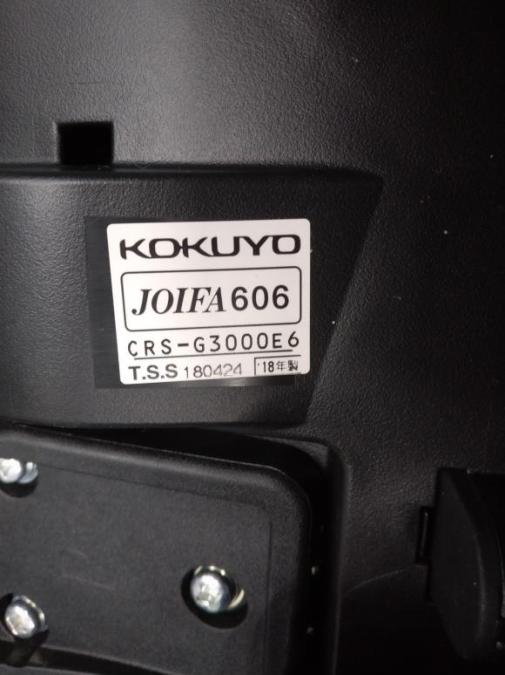 KOKUYO
JOIFA606
CRS-G3000E6
T.S.S 180424 '18年製